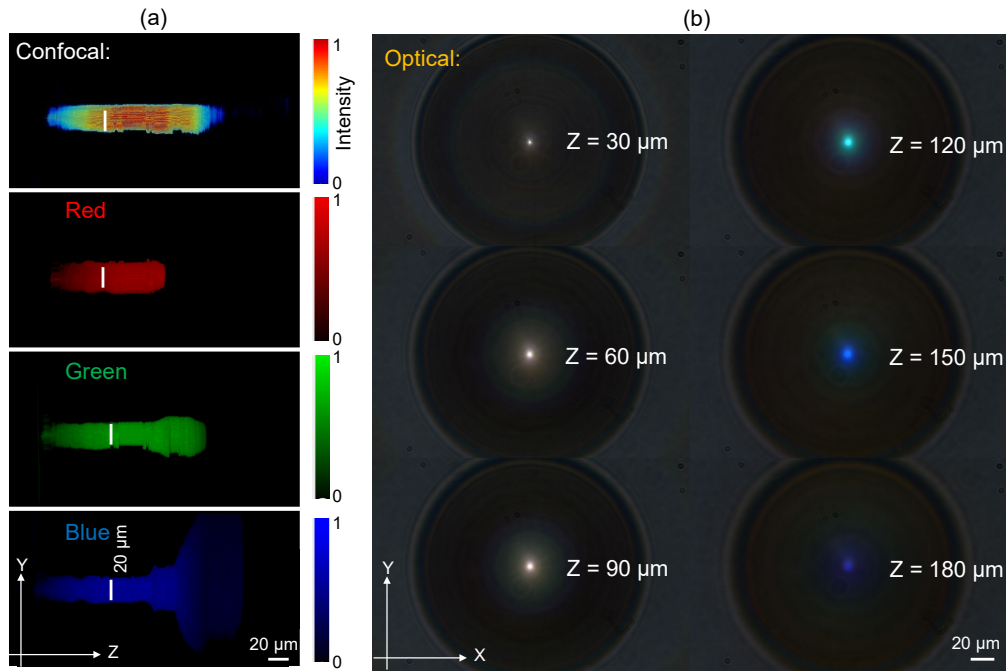 (a)
(b)
Confocal:
1
Intensity
0
Red
1
0
Green
1
0
Blue
20 µm
1
0
Y
Z
20 µm
Optical:
Z = 30 µm
Z = 120 µm
Z = 60 µm
Z = 150 µm
Z = 90 µm
Z = 180 µm
Y
X
20 µm